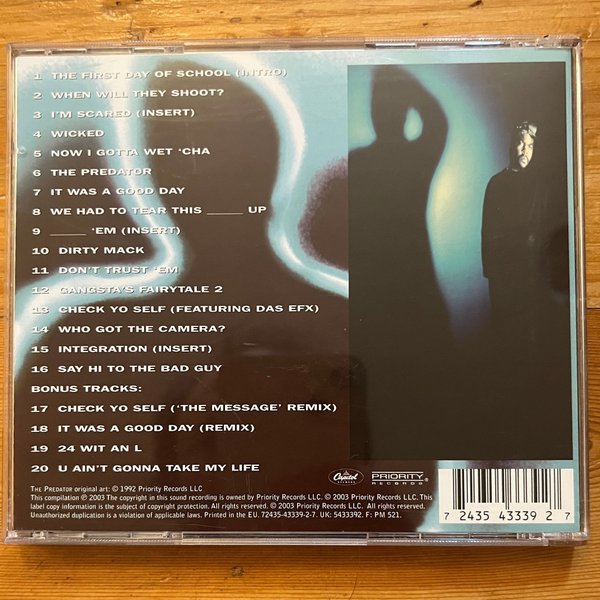 1 THE FIRST DAY OF SCHOOL (INTRO)
2 WHEN WILL THEY SHOOT?
3 I'M SCARED (INSERT)
4 WICKED
5 NOW I GOTTA WET 'CHA
6 THE PREDATOR
7 IT WAS A GOOD DAY
8 WE HAD TO TEAR THIS _____ UP
9 _____ 'EM (INSERT)
10 DIRTY MACK
11 DON'T TRUST 'EM
12 GANGSTA'S FAIRYTALE 2
13 CHECK YO SELF (FEATURING DAS EFX)
14 WHO GOT THE CAMERA?
15 INTEGRATION (INSERT)
16 SAY HI TO THE BAD GUY
BONUS TRACKS:
17 CHECK YO SELF ('THE MESSAGE' REMIX)
18 IT WAS A GOOD DAY (REMIX)
19 24 WIT AN L
20 U AIN'T GONNA TAKE MY LIFE
THE PREDATOR original art: © 1992 Priority Records LLC
This compilation ℗ 2003 The copyright in this sound recording is owned by Priority Records LLC. © 2003 Priority Records LLC. This
label copy information is the subject of copyright protection. All rights reserved. © 2003 Priority Records LLC. All rights reserved.
Unauthorized duplication is a violation of applicable laws. Printed in the EU. 72435-43339-2-7. UK: 5433392. F: PM 521.
Capitol
PRIORITY
RECORDS
7 2435 43339 2 7